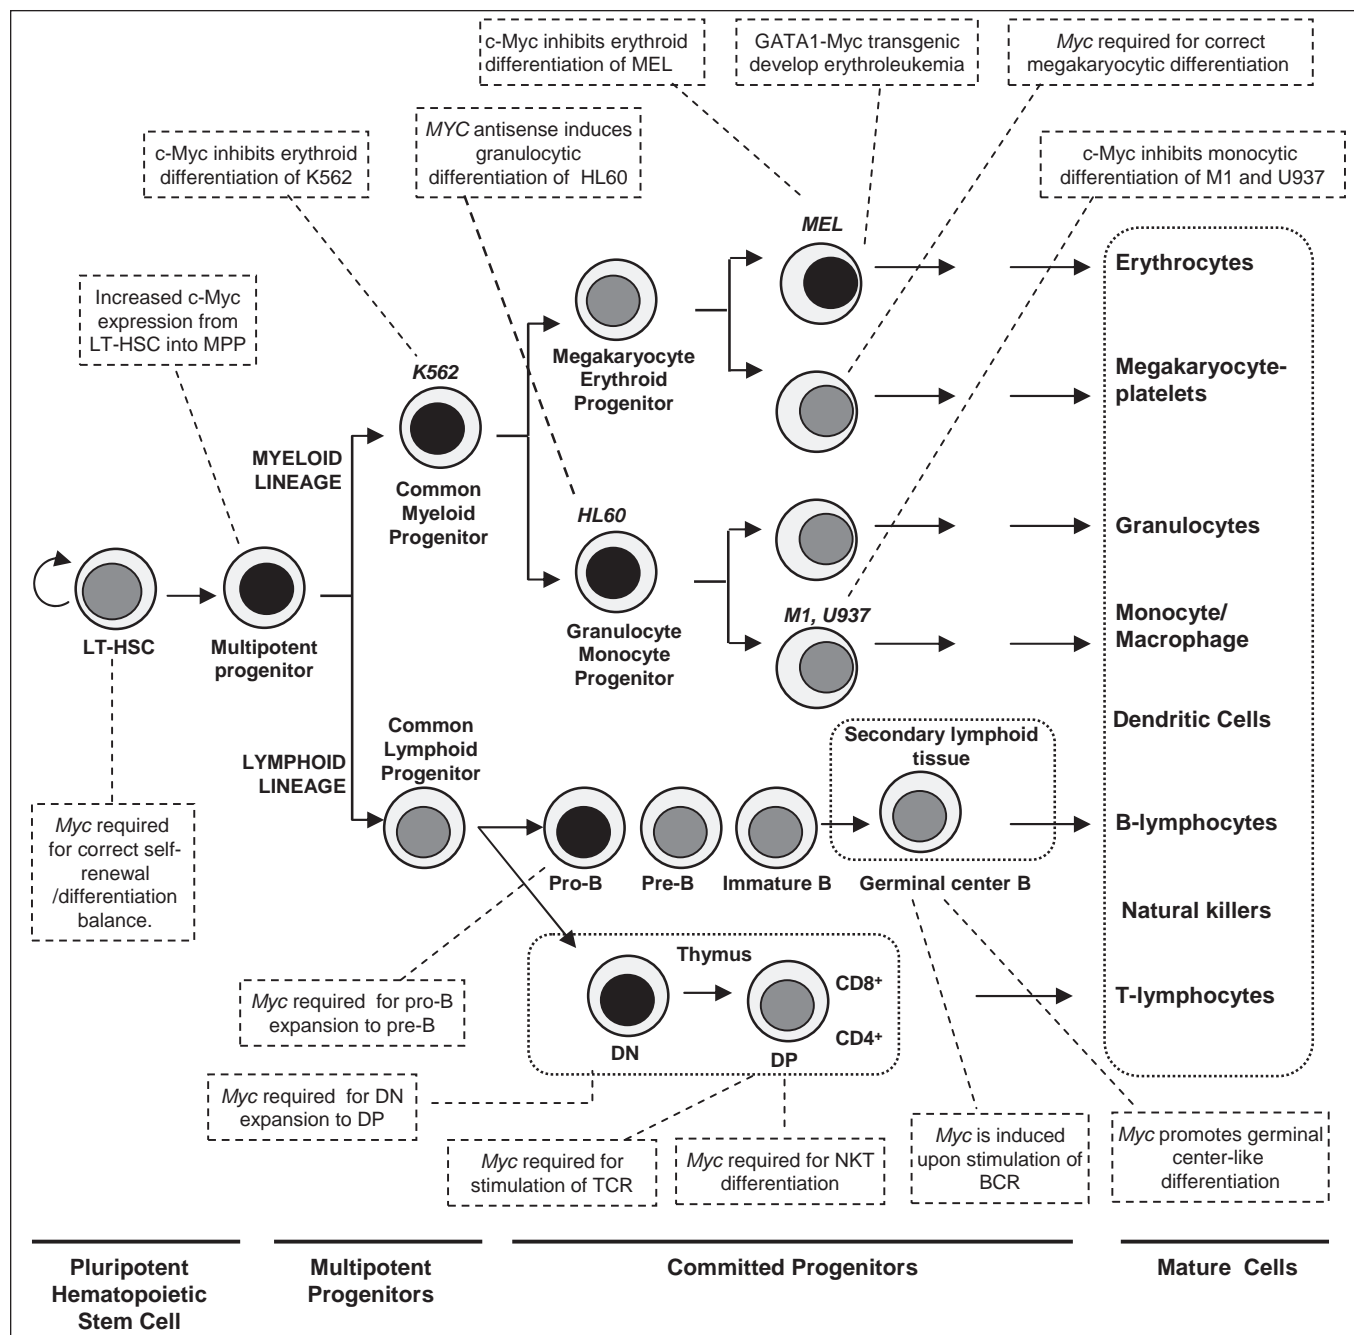 c-Myc inhibits erythroid
differentiation of MEL
GATA1-Myc transgenic
develop erythroleukemia
Myc required for correct
megakaryocytic differentiation
c-Myc inhibits erythroid
differentiation of K562
MYC antisense induces
granulocytic
differentiation of HL60
c-Myc inhibits monocytic
differentiation of M1 and U937
Increased c-Myc
expression from
LT-HSC into MPP
MEL
Erythrocytes
Megakaryocyte
Erythroid
Progenitor
K562
Megakaryocyte-
platelets
MYELOID
LINEAGE
Common
Myeloid
Progenitor
HL60
Granulocytes
LT-HSC
Multipotent
progenitor
Granulocyte
Monocyte
Progenitor
M1, U937
Monocyte/
Macrophage
Dendritic Cells
LYMPHOID
LINEAGE
Common
Lymphoid
Progenitor
Secondary lymphoid
tissue
Pro-B
Pre-B
Immature B
Germinal center B
B-lymphocytes
Myc required
for correct self-
renewal
/differentiation
balance.
Natural killers
Thymus
DN
DP
CD8+
CD4+
T-lymphocytes
Myc required for pro-B
expansion to pre-B
Myc required for DN
expansion to DP
Myc required for
stimulation of TCR
Myc required for NKT
differentiation
Myc is induced
upon stimulation of
BCR
Myc promotes germinal
center-like
differentiation
Pluripotent
Hematopoietic
Stem Cell
Multipotent
Progenitors
Committed Progenitors
Mature Cells